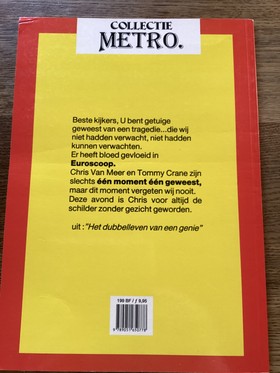 COLLECTIE
METRO.
Beste kijkers, U bent getuige
geweest van een tragedie...die wij
niet hadden verwacht, niet hadden
kunnen verwachten.
Er heeft bloed gevloeid in
Euroscoop.
Chris Van Meer en Tommy Crane zijn
slechts één moment één geweest,
maar dit moment vergeten wij nooit.
Deze avond is Chris voor altijd de
schilder zonder gezicht geworden.
uit :"Het dubbelleven van een genie"